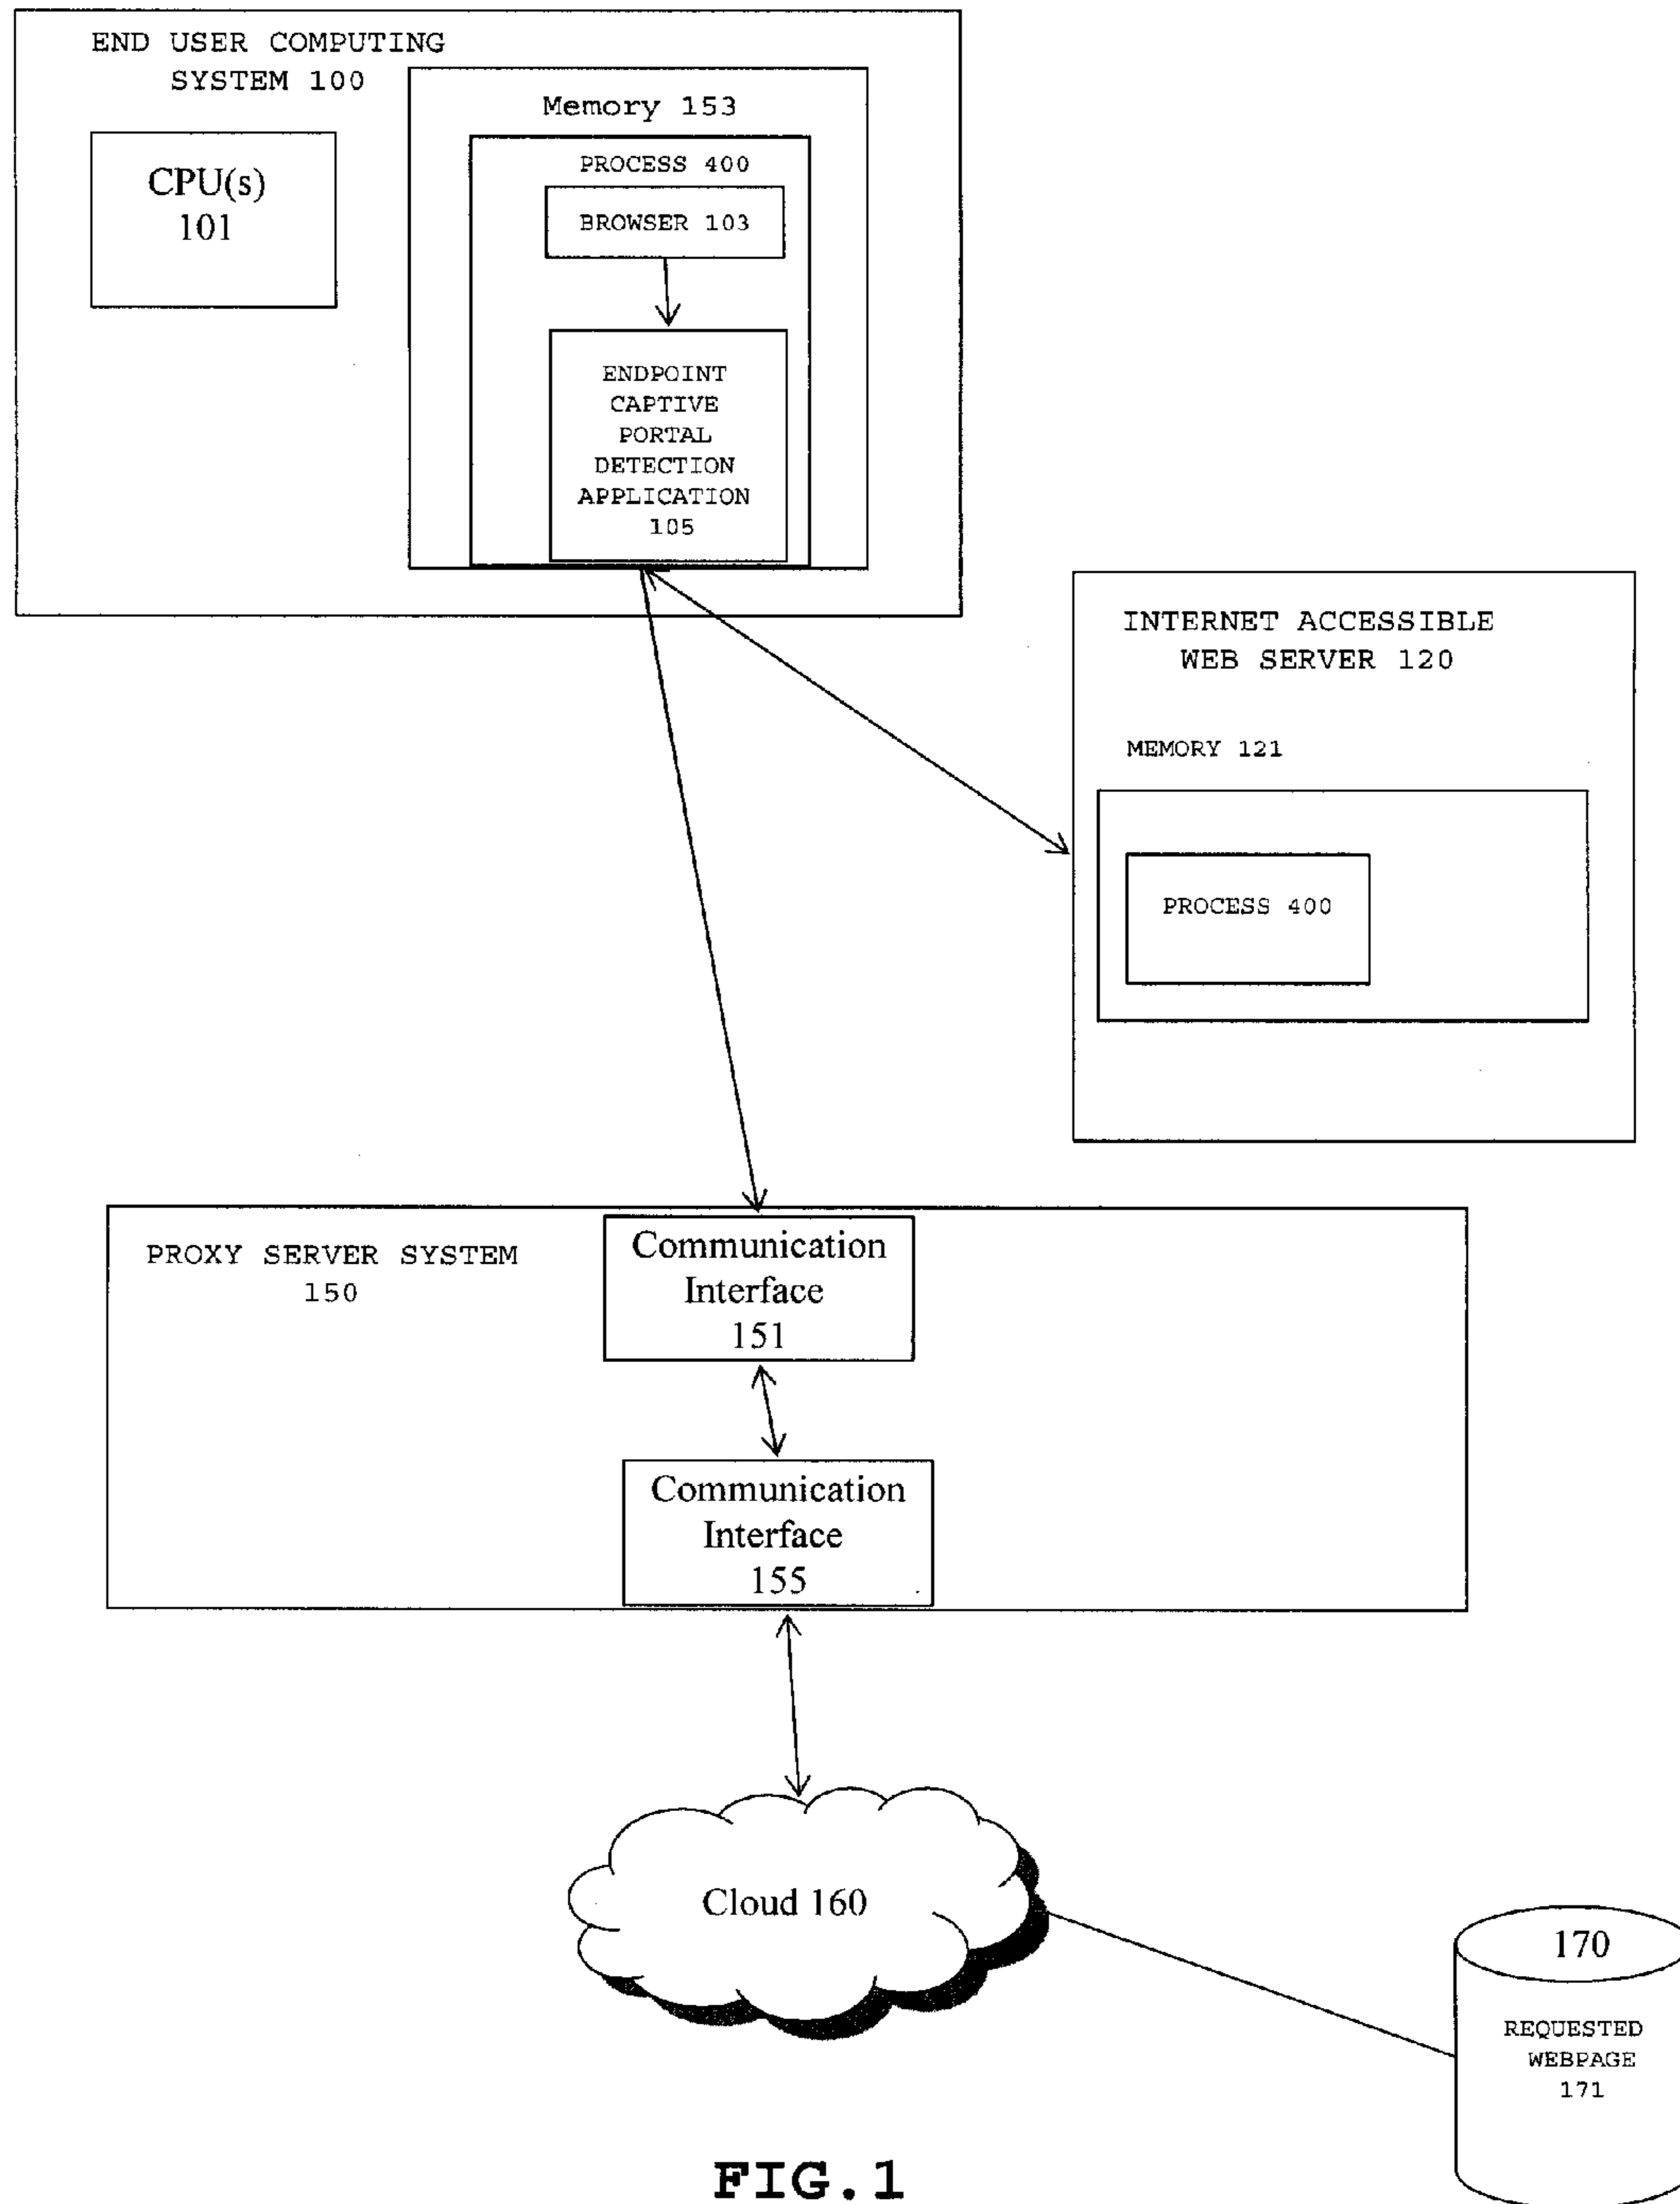 END USER COMPUTING
SYSTEM 100
CPU(s)
101
Memory 153
PROCESS 400
BROWSER 103
ENDPOINT
CAPTIVE
PORTAL
DETECTION
APPLICATION
105
INTERNET ACCESSIBLE
WEB SERVER 120
MEMORY 121
PROCESS 400
PROXY SERVER SYSTEM
150
Communication
Interface
151
Communication
Interface
155
Cloud 160
170
REQUESTED
WEBPAGE
171
FIG.1